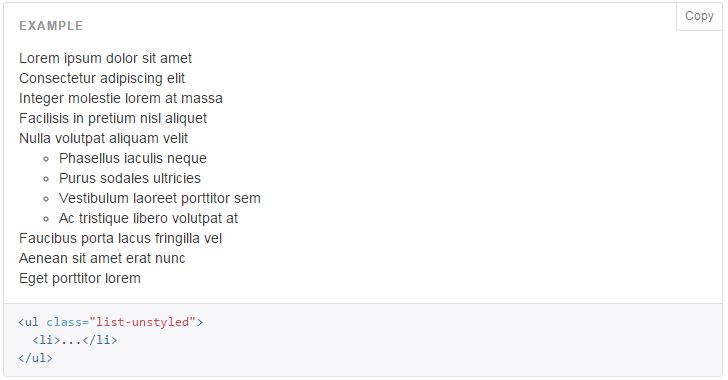 Copy
EXAMPLE
Lorem ipsum dolor sit amet
Consectetur adipiscing elit
Integer molestie lorem at massa
Facilisis in pretium nisl aliquet
Nulla volutpat aliquam velit
Phasellus iaculis neque
Purus sodales ultricies
Vestibulum laoreet porttitor sem
Ac tristique libero volutpat at
Faucibus porta lacus fringilla vel
Aenean sit amet erat nunc
Eget porttitor lorem
<ul class="list-unstyled">
  <li>...</li>
</ul>